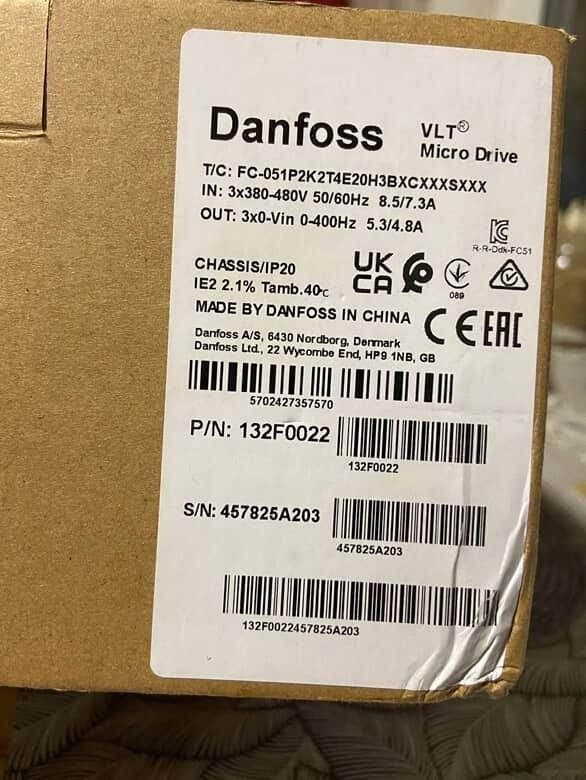 Danfoss
VLT®
Micro Drive
T/C: FC-051P2K2T4E20H3BXCXXXSXXX
IN: 3x380-480V 50/60Hz 8.5/7.3A
OUT: 3x0-Vin 0-400Hz 5.3/4.8A
R-R-Ddk-FC51
CHASSIS/IP20
IE2 2.1% Tamb.40°C
UK
CA
089
MADE BY DANFOSS IN CHINA
CE EAC
Danfoss A/S, 6430 Nordborg, Denmark
Danfoss Ltd., 22 Wycombe End, HP9 1NB, GB
5702427357570
P/N: 132F0022
132F0022
S/N: 457825A203
457825A203
132F0022457825A203